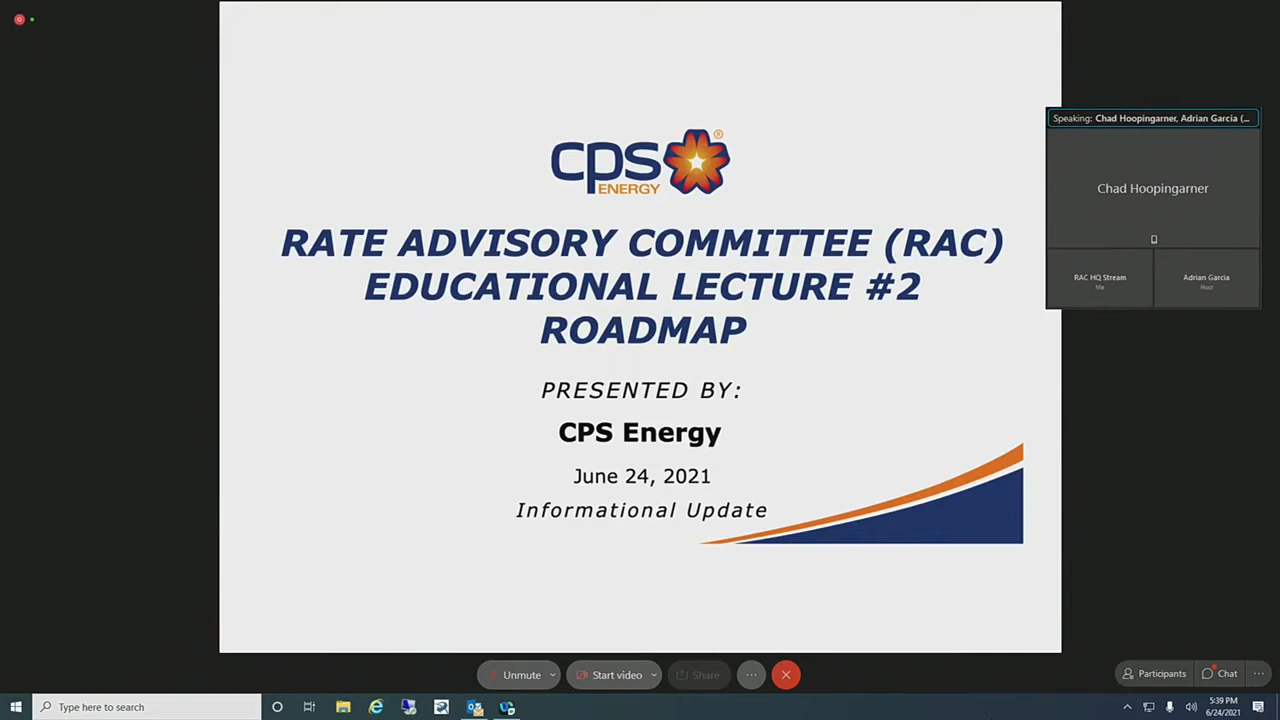 cps
ENERGY
®
RATE ADVISORY COMMITTEE (RAC)
EDUCATIONAL LECTURE #2
ROADMAP
PRESENTED BY:
CPS Energy
June 24, 2021
Informational Update
Speaking: Chad Hoopingarner, Adrian Garcia (...
Chad Hoopingarner
RAC HQ Stream
Me
Adrian Garcia
Host
Unmute
Start video
Share
Participants
Chat
Type here to search
5:39 PM
6/24/2021